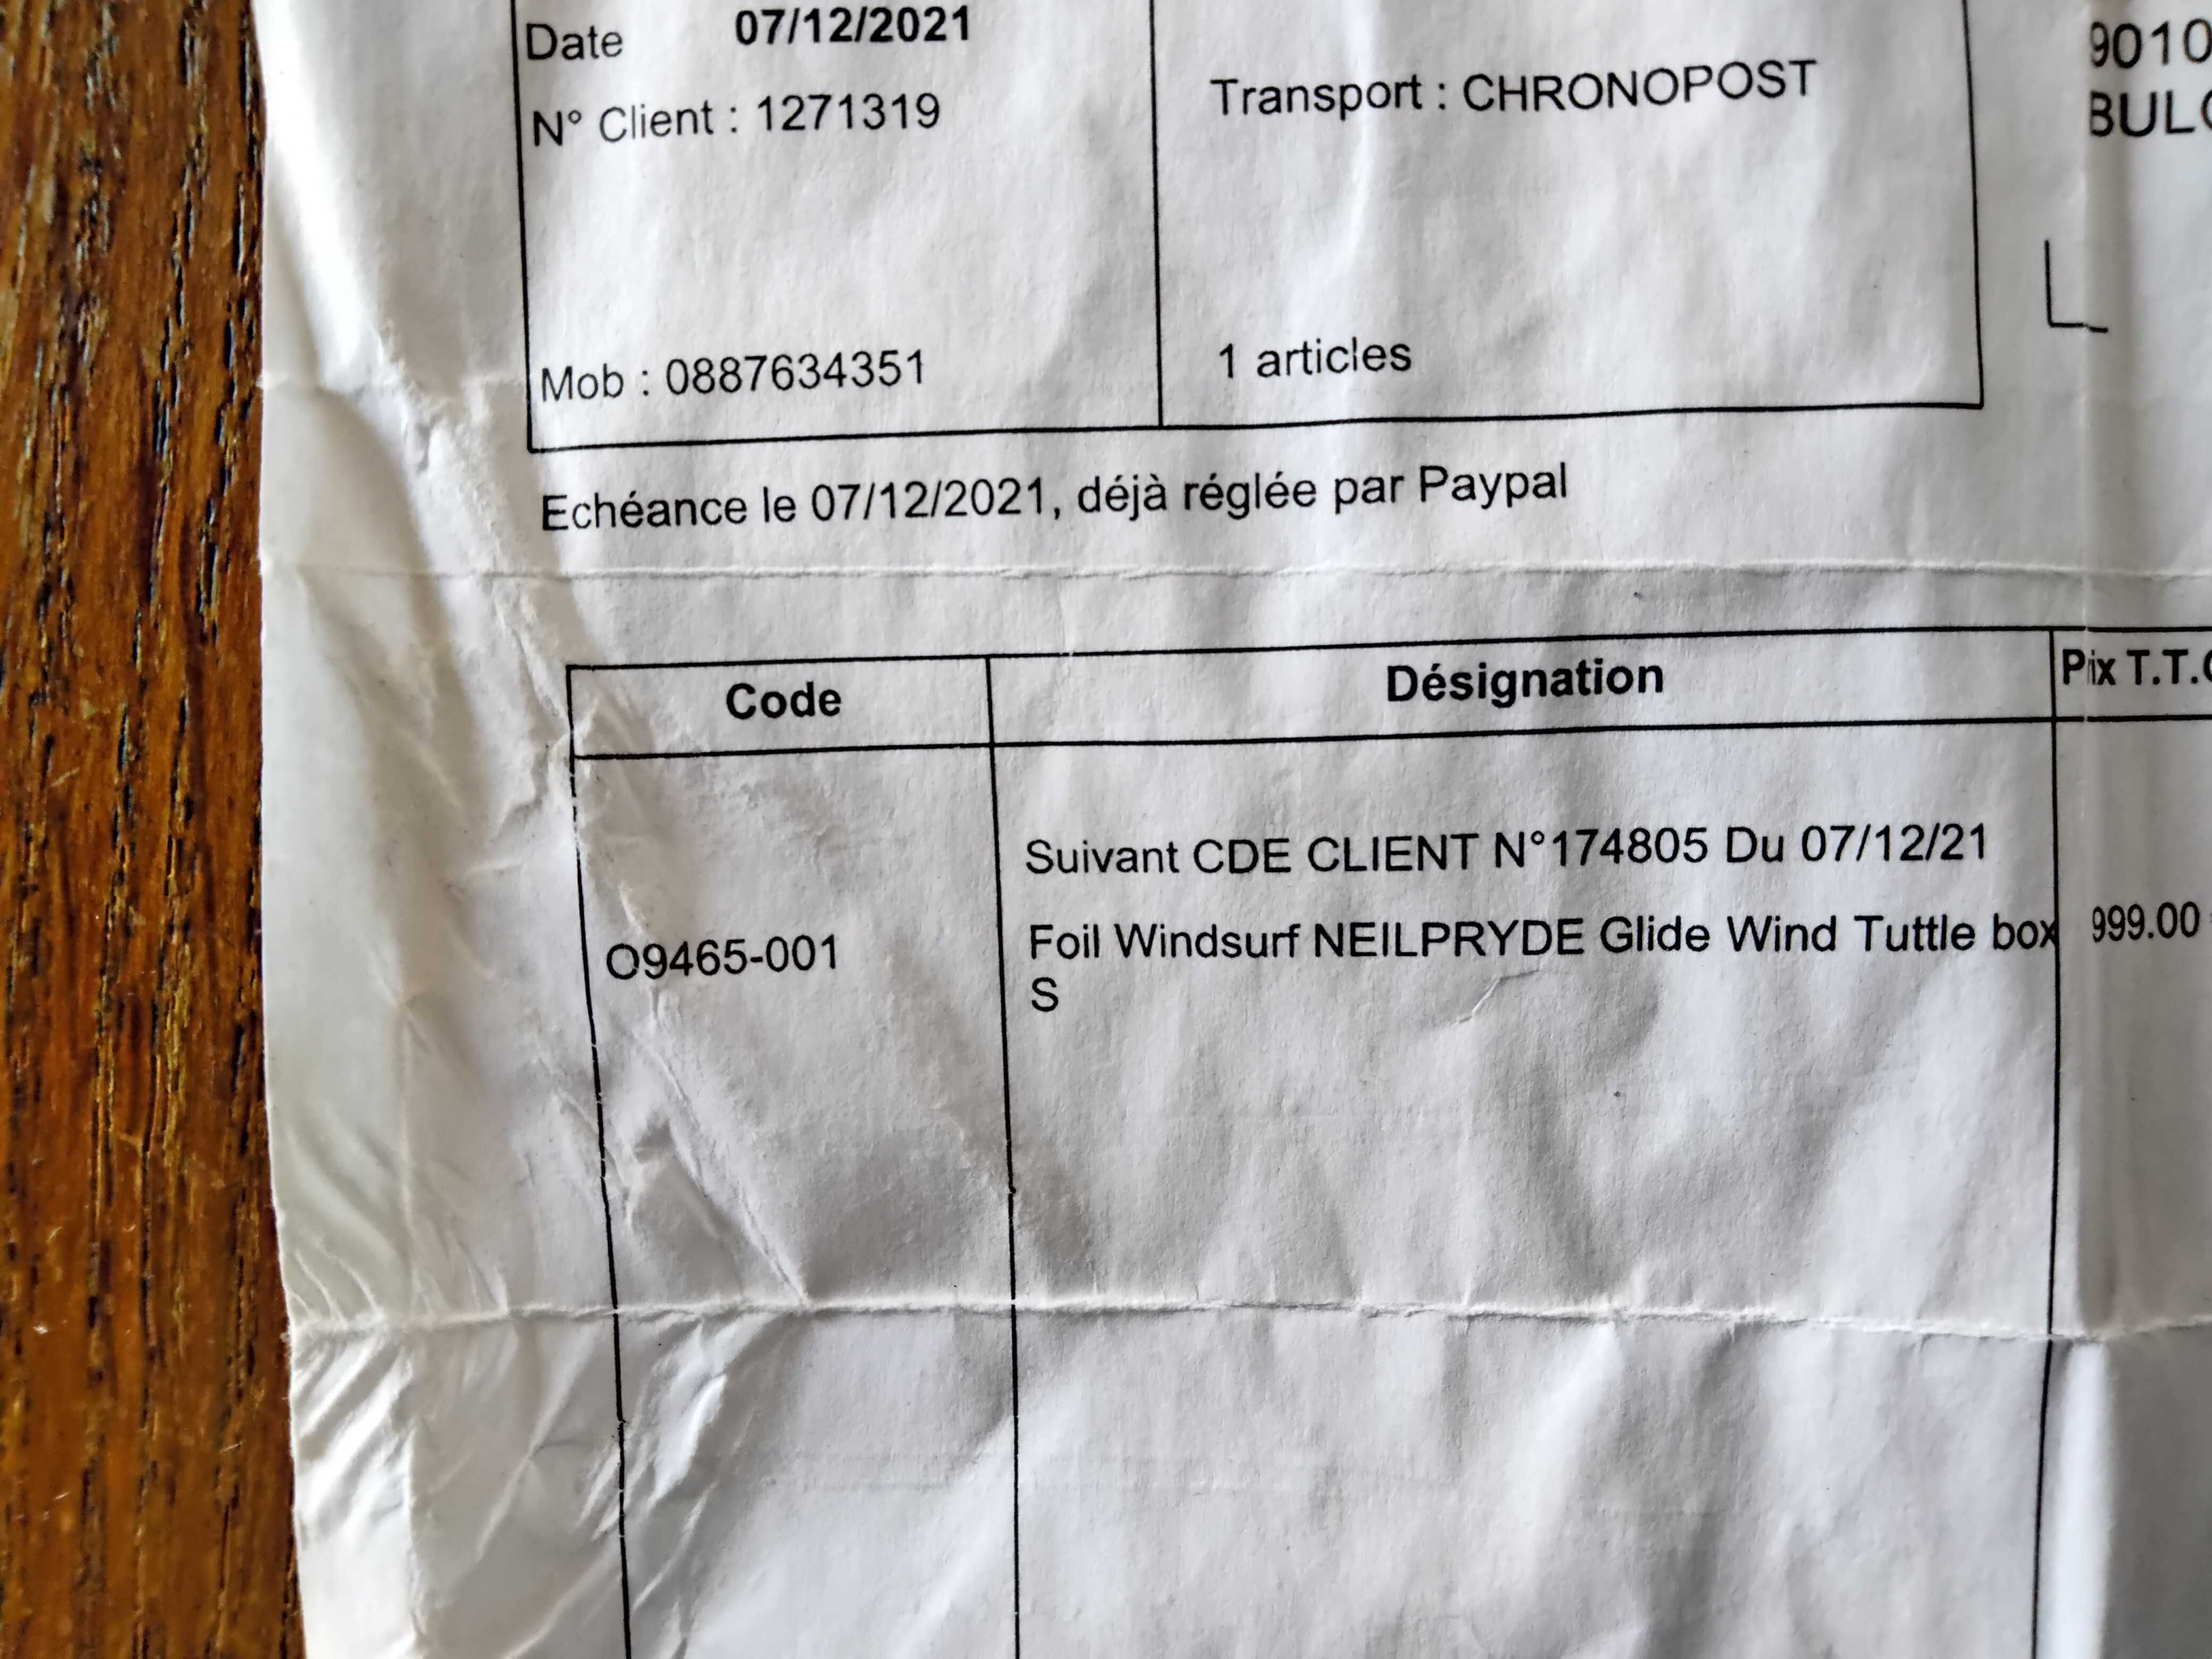 Date 07/12/2021
N° Client : 1271319
Transport : CHRONOPOST
Mob : 0887634351
1 articles
9010
Echéance le 07/12/2021, déjà réglée par Paypal
Code Désignation Pix T.T.C
Suivant CDE CLIENT N°174805 Du 07/12/21
O9465-001 Foil Windsurf NEILPRYDE Glide Wind Tuttle box 999.00
S